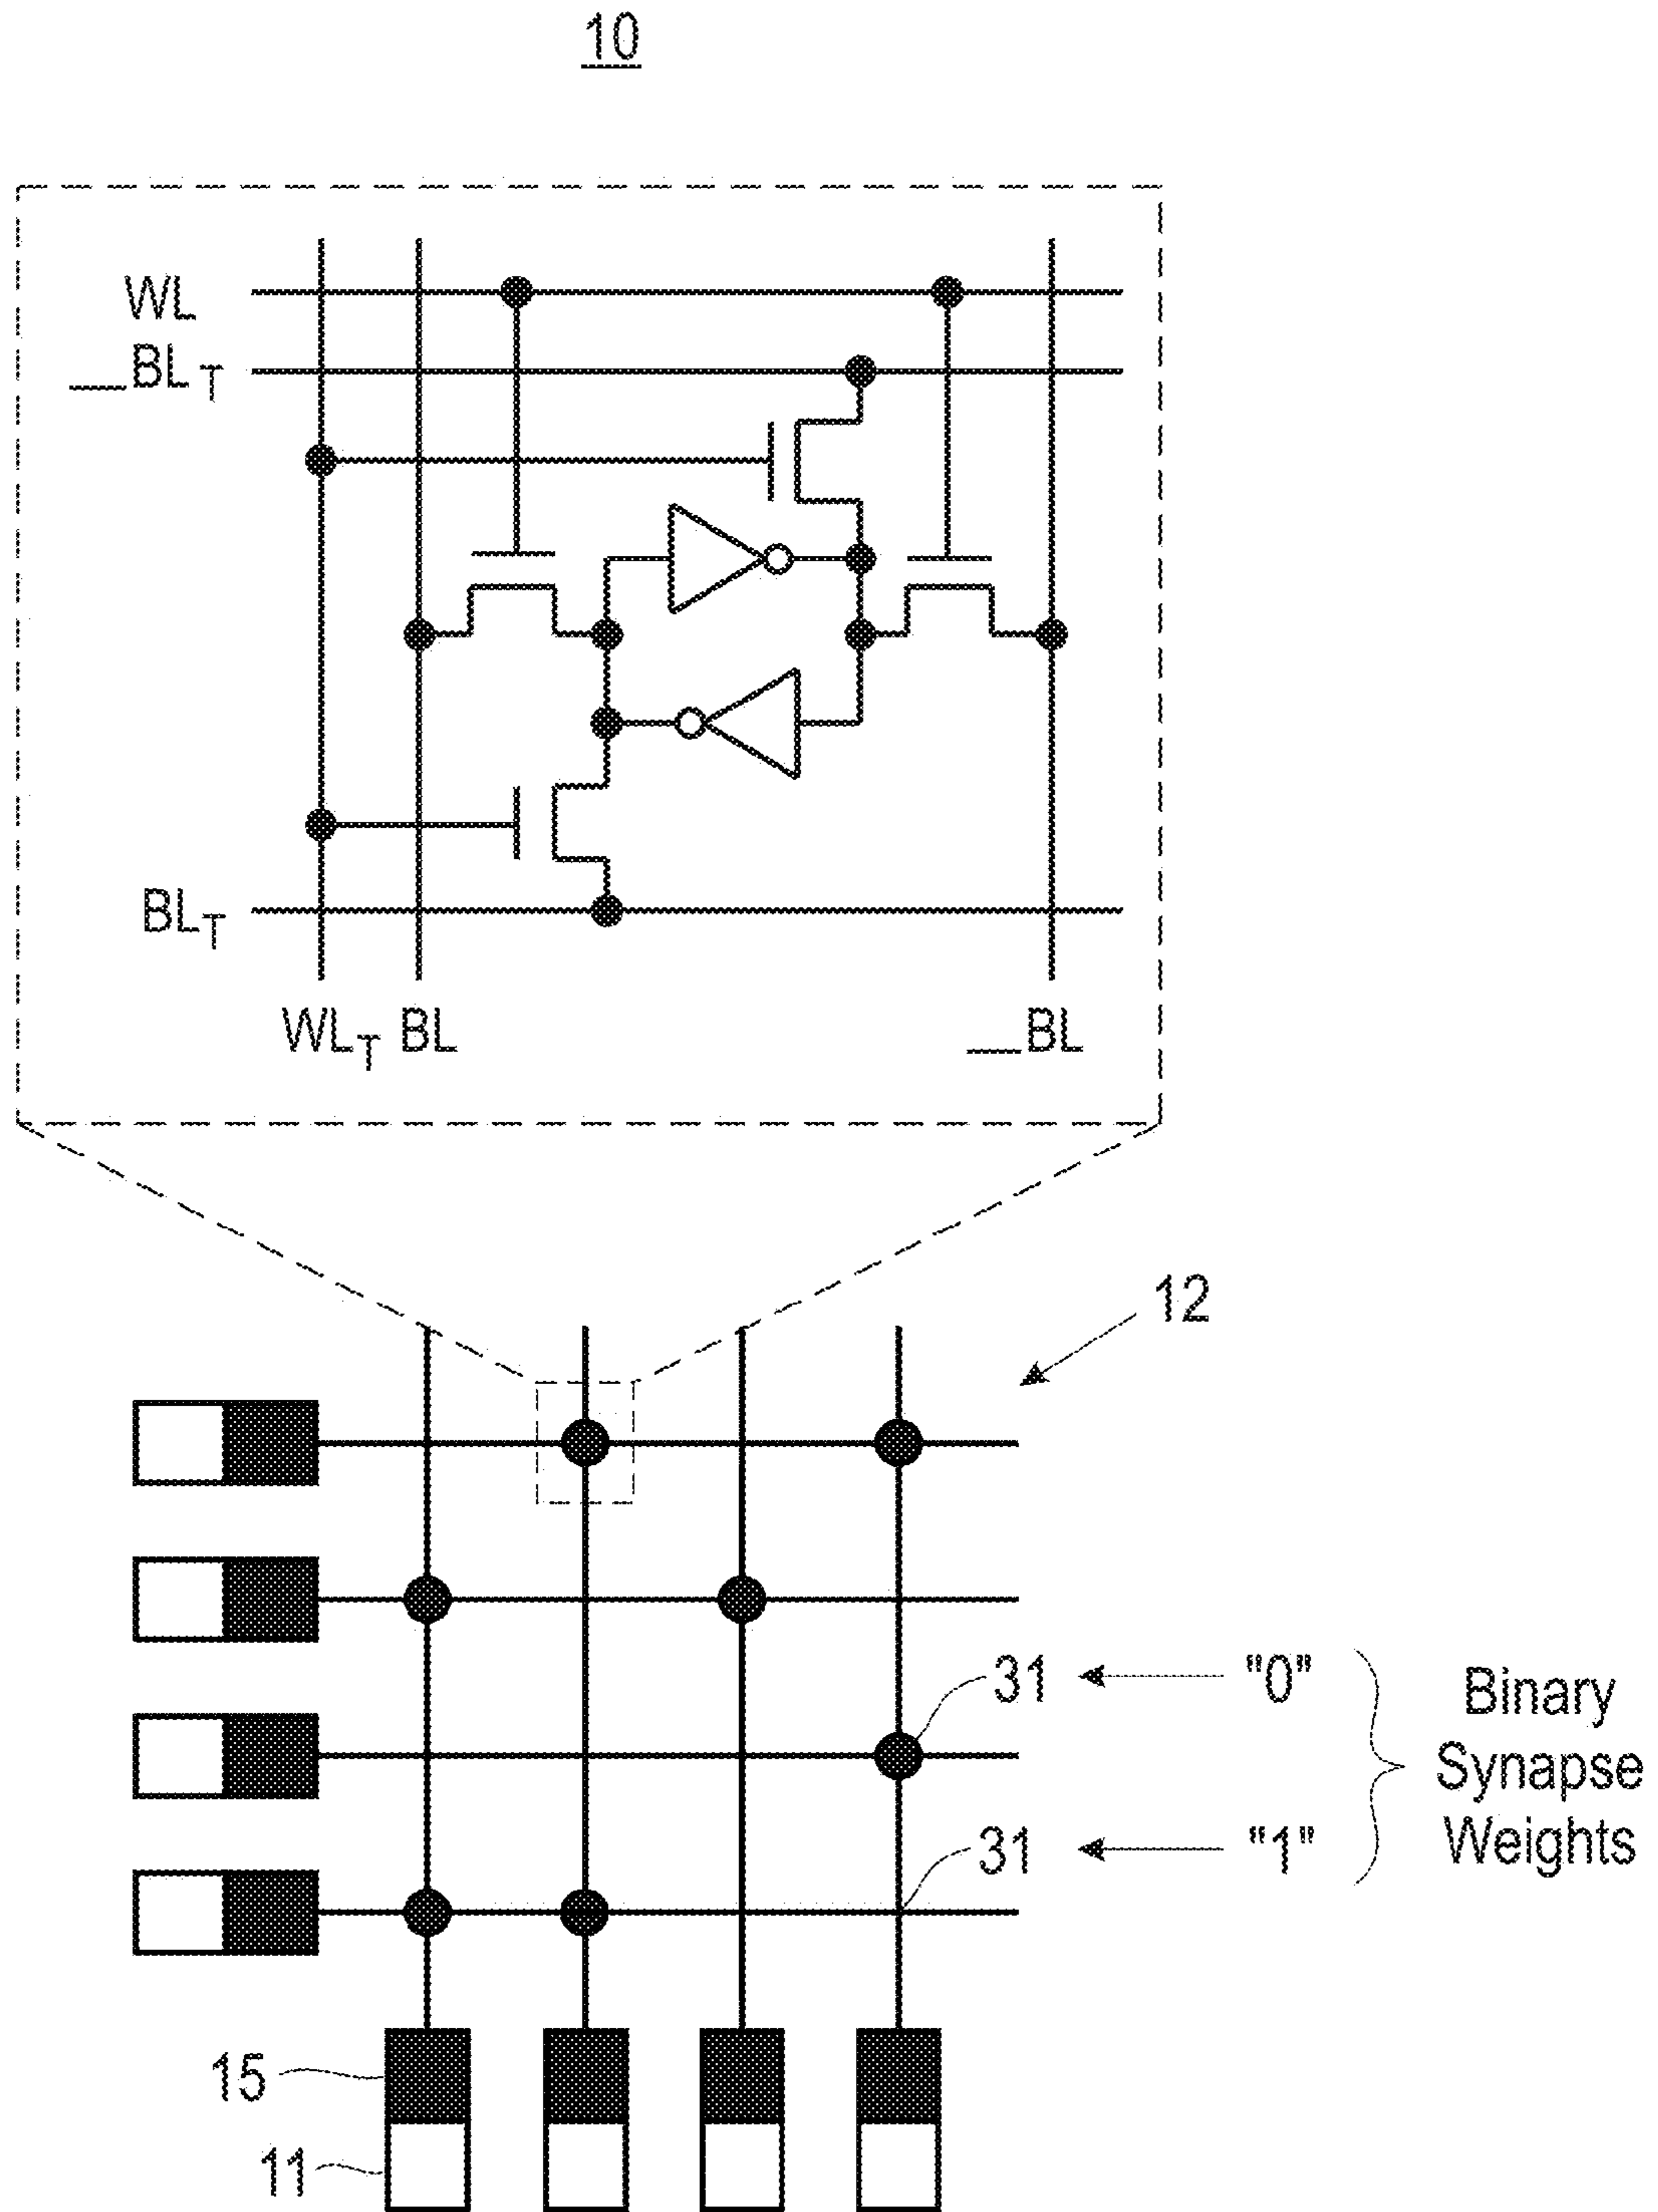 10
WL
__BLT
BLT
WLT BL __BL
12
31 "0"
Binary
Synapse
Weights
31 "1"
15
11